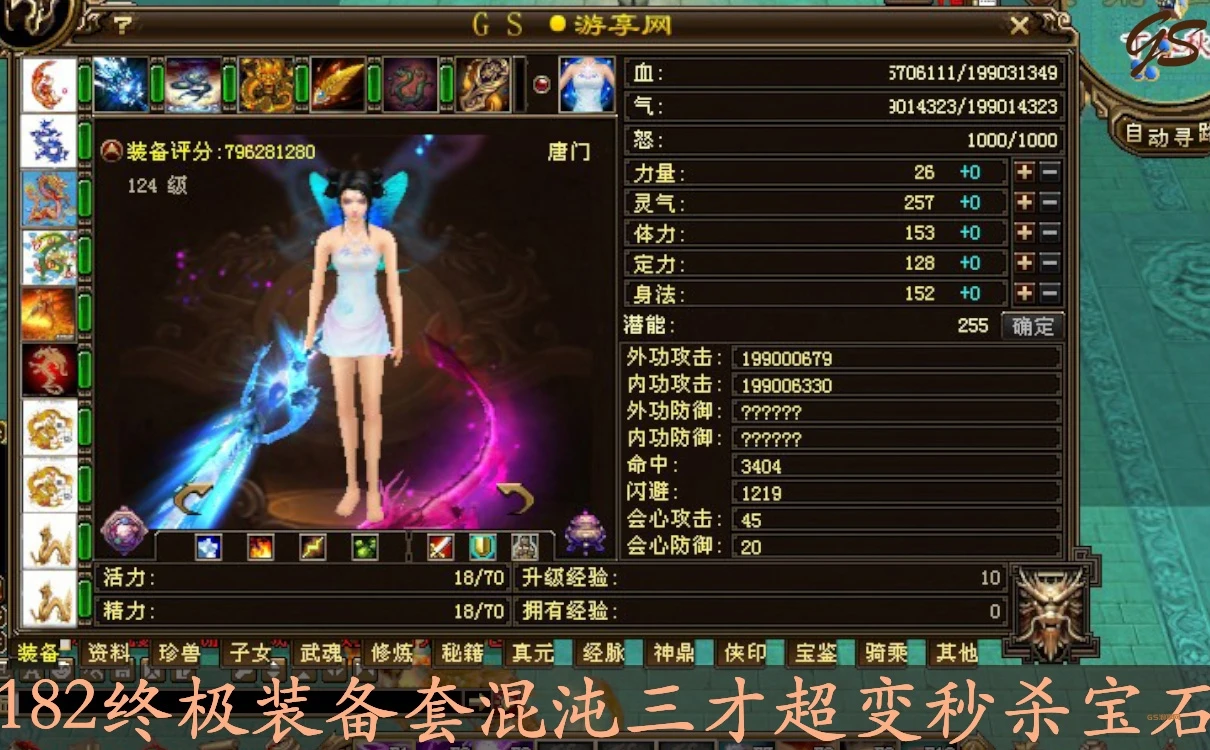 ?
G S 游享网
GS
自动寻路
装备评分:796281280
唐门
124 级
血: 5706111/199031349
气: 9014323/199014323
怒: 1000/1000
力量: 26 +0
灵气: 257 +0
体力: 153 +0
定力: 128 +0
身法: 152 +0
潜能: 255 确定
外功攻击: 199000679
内功攻击: 199006330
外功防御: ??????
内功防御: ??????
命中: 3404
闪避: 1219
会心攻击: 45
会心防御: 20
活力: 18/70 升级经验: 10
精力: 18/70 拥有经验: 0
装备 资料 珍兽 子女 武魂 修炼 秘籍 真元 经脉 神鼎 侠印 宝鉴 骑乘 其他
182终极装备套混沌三才超变秒杀宝石